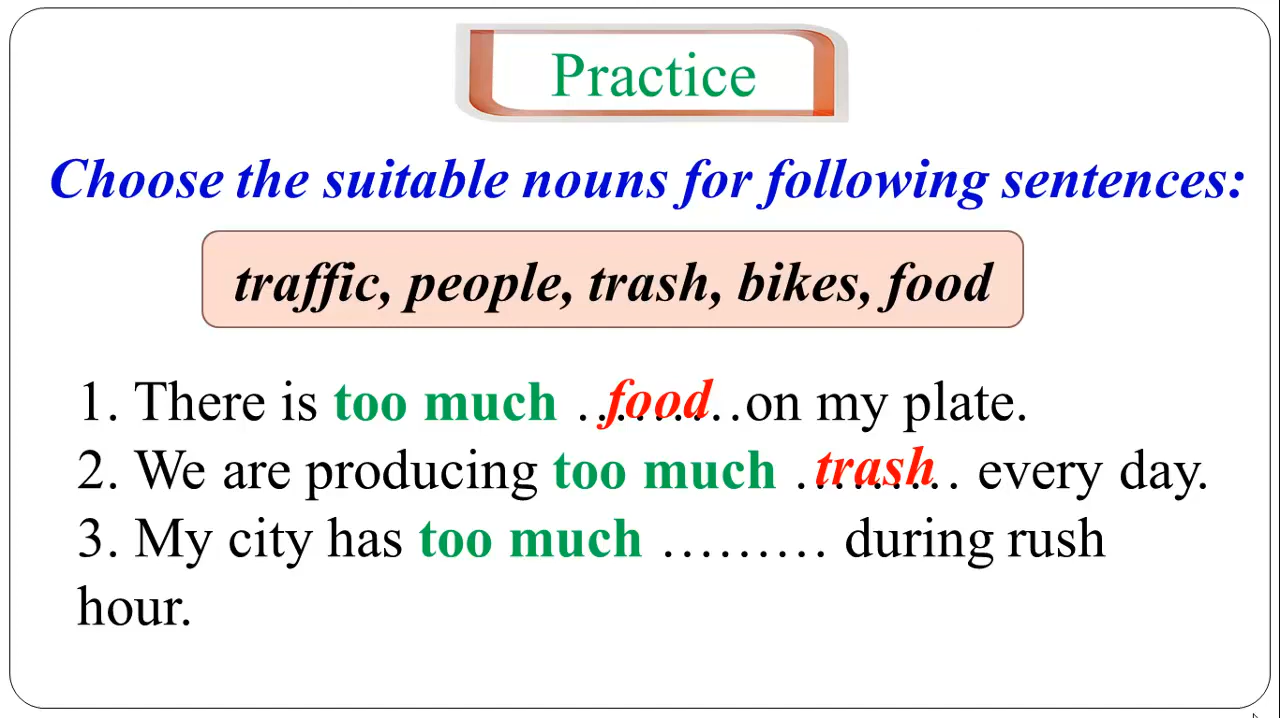 Practice
Choose the suitable nouns for following sentences:
traffic, people, trash, bikes, food
1. There is too much ...food...on my plate.
2. We are producing too much ...trash... every day.
3. My city has too much ……… during rush
hour.